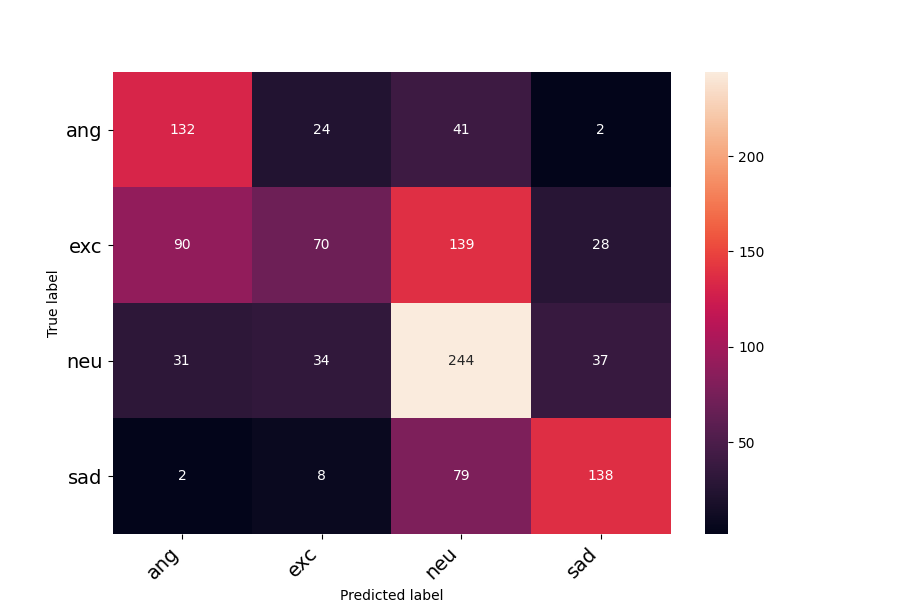 ang 132 24 41 2
exc 90 70 139 28
neu 31 34 244 37
sad 2 8 79 138
ang exc neu sad
True label
Predicted label
200
150
100
50